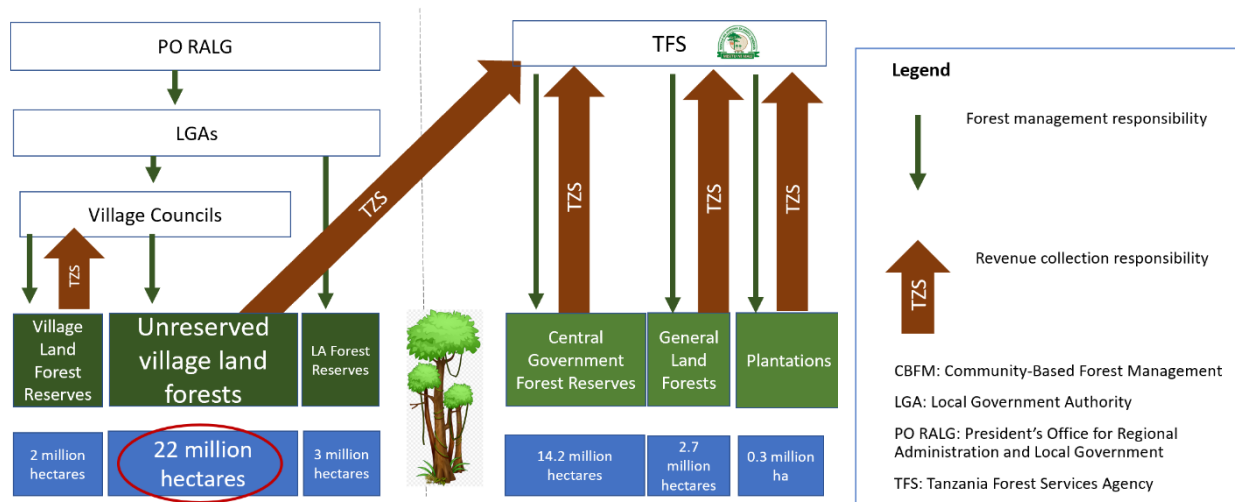 PO RALG
TFS
LGAs
Village Councils
TZS
TZS
TZS
TZS
TZS
Village
Land
Forest
Reserves
Unreserved
village land
forests
LA Forest
Reserves
Central
Government
Forest Reserves
General
Land
Forests
Plantations
2 million
hectares
22 million
hectares
3 million
hectares
14.2 million
hectares
2.7
million
hectares
0.3 million
ha
Legend
Forest management responsibility
Revenue collection responsibility
TZS
CBFM: Community-Based Forest Management
LGA: Local Government Authority
PO RALG: President's Office for Regional
Administration and Local Government
TFS: Tanzania Forest Services Agency